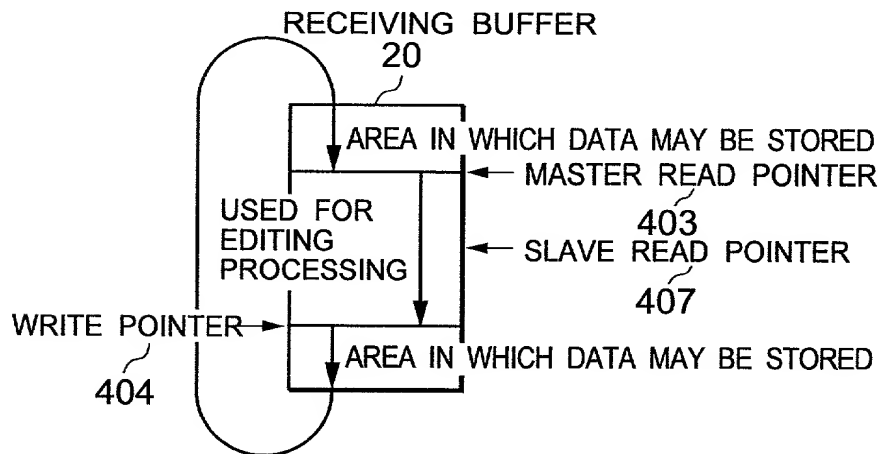 RECEIVING BUFFER
20
AREA IN WHICH DATA MAY BE STORED
MASTER READ POINTER
403
USED FOR
EDITING
PROCESSING
SLAVE READ POINTER
407
WRITE POINTER
404
AREA IN WHICH DATA MAY BE STORED